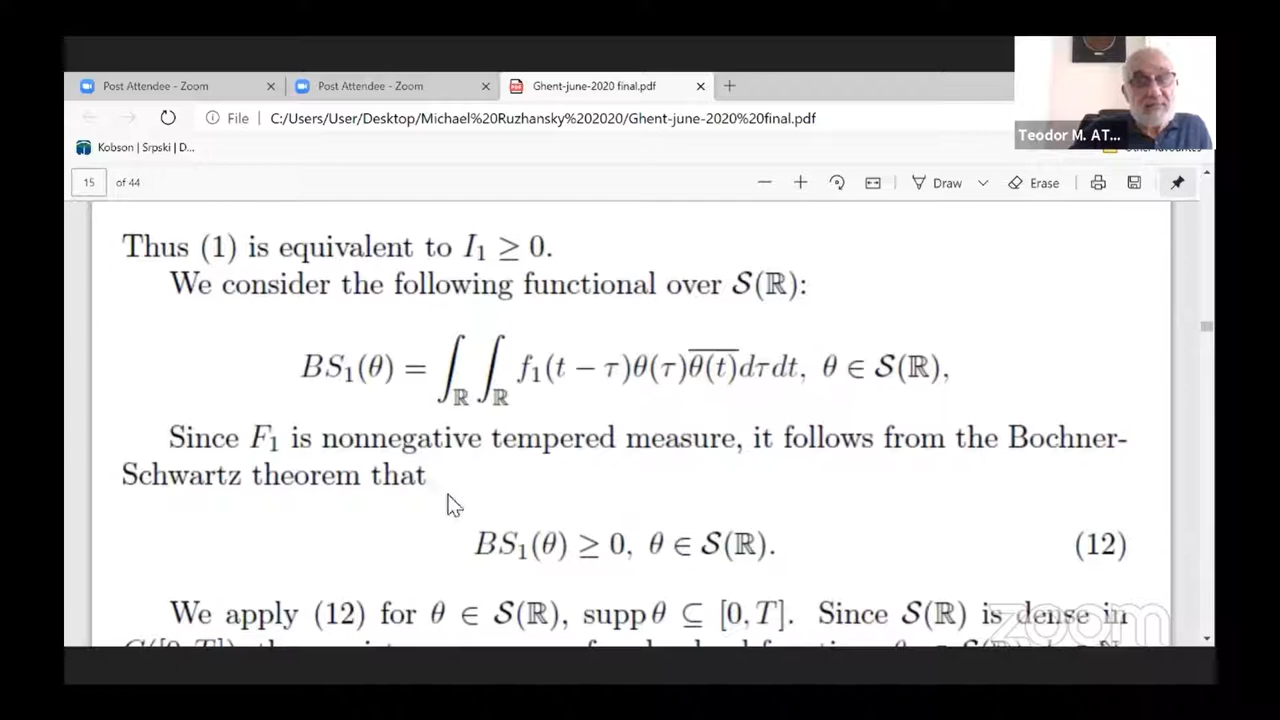 Post Attendee - Zoom
Post Attendee - Zoom
Ghent-june-2020 final.pdf
File C:/Users/User/Desktop/Michael%20Ruzhansky%202020/Ghent-june-2020%20final.pdf
Teodor M. AT...
Kobson | Srpski | D...
15 of 44
Draw
Erase
Thus (1) is equivalent to I₁ ≥ 0.
We consider the following functional over 𝒮(ℝ):
BS₁(θ) = ∫_ℝ ∫_ℝ f₁(t − τ)θ(τ)\overline{θ(t)}dτdt, θ ∈ 𝒮(ℝ),
Since F₁ is nonnegative tempered measure, it follows from the Bochner-
Schwartz theorem that
BS₁(θ) ≥ 0, θ ∈ 𝒮(ℝ). (12)
We apply (12) for θ ∈ 𝒮(ℝ), supp θ ⊆ [0, T]. Since 𝒮(ℝ) is dense in
zoom